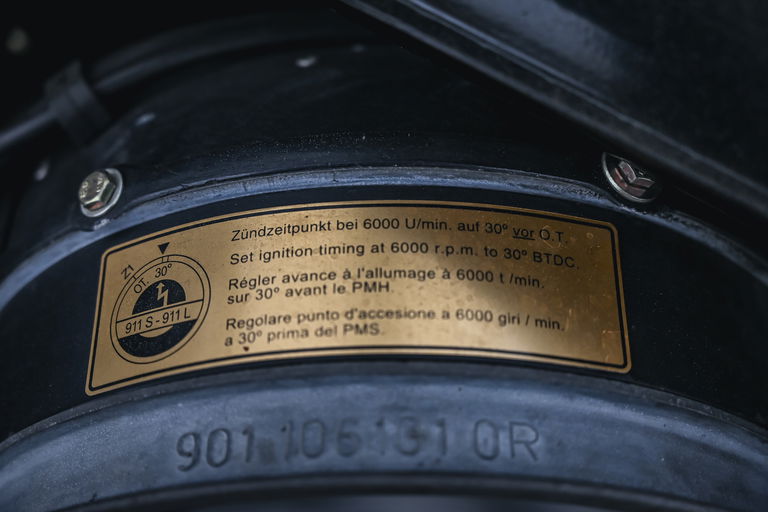 Zündzeitpunkt bei 6000 U/min. auf 30° vor O.T.
Set ignition timing at 6000 r.p.m. to 30° BTDC.
Régler avance à l'allumage à 6000 t/min.
sur 30° avant le PMH.
Regolare punto d'accesione à 6000 giri / min.
a 30° prima del PMS.
Z1
OT. 30°
911 S - 911 L
901 106 131 0R